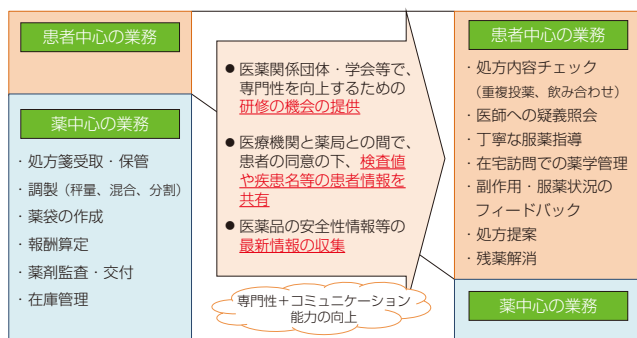 患者中心の業務
薬中心の業務
・処方箋受取・保管
・調製（秤量、混合、分割）
・薬袋の作成
・報酬算定
・薬剤監査・交付
・在庫管理
●医薬関係団体・学会等で、
専門性を向上するための
研修の機会の提供
●医療機関と薬局との間で、
患者の同意の下、検査値
や疾患名等の患者情報を
共有
●医薬品の安全性情報等の
最新情報の収集
専門性＋コミュニケーション
能力の向上
患者中心の業務
・処方内容チェック
（重複投薬、飲み合わせ）
・医師への疑義照会
・丁寧な服薬指導
・在宅訪問での薬学管理
・副作用・服薬状況の
フィードバック
・処方提案
・残薬解消
薬中心の業務